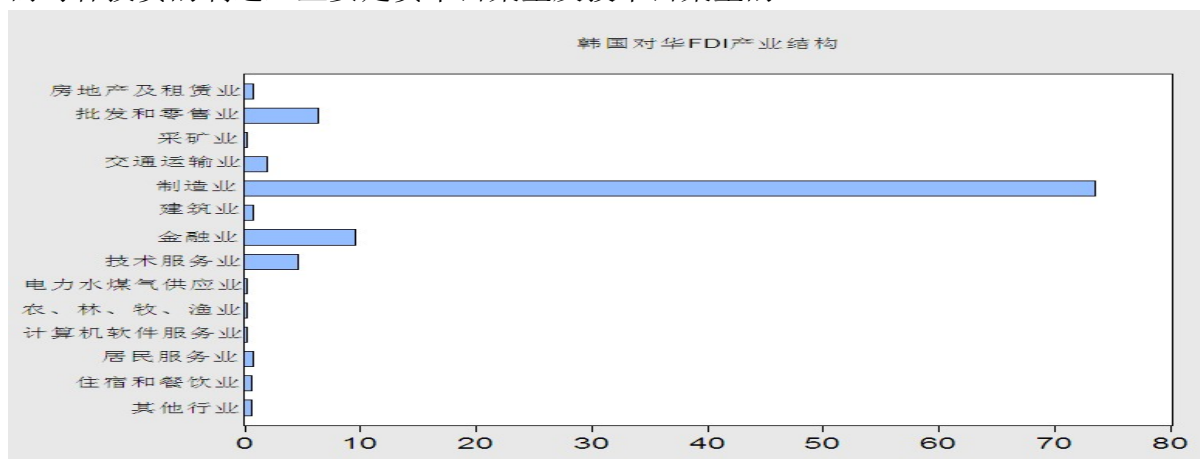 韩国对华FDI产业结构
房地产及租赁业
批发和零售业
采矿业
交通运输业
制造业
建筑业
金融业
技术服务业
电力水煤气供应业
农、林、牧、渔业
计算机软件服务业
居民服务业
住宿和餐饮业
其他行业
0 10 20 30 40 50 60 70 80